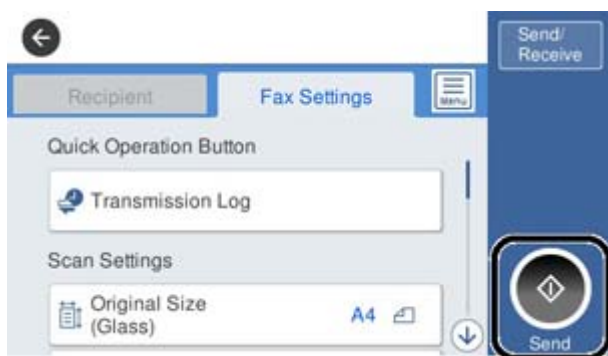 Send/
Receive
Recipient
Fax Settings
Menu
Quick Operation Button
Transmission Log
Scan Settings
Original Size
(Glass)
A4
Send